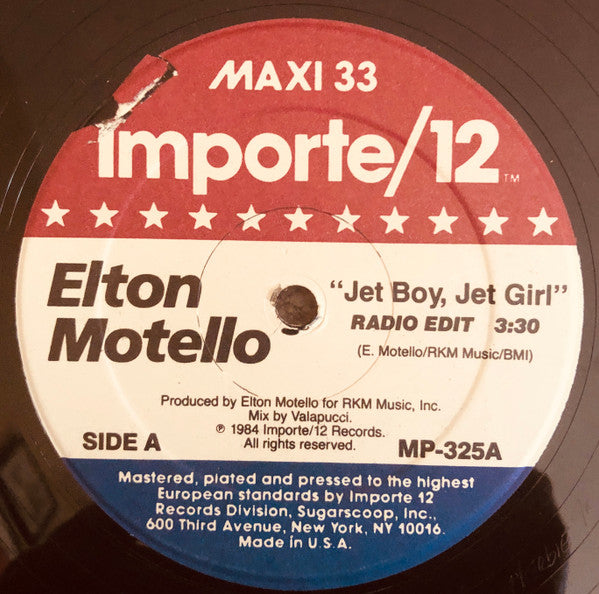 MAXI 33
Importe/12 TM
Elton
Motello
"Jet Boy, Jet Girl"
RADIO EDIT 3:30
(E. Motello/RKM Music/BMI)
Produced by Elton Motello for RKM Music, Inc.
Mix by Valapucci.
℗ 1984 Importe/12 Records.
All rights reserved.
SIDE A
MP-325A
Mastered, plated and pressed to the highest
European standards by Importe 12
Records Division, Sugarscoop, Inc.,
600 Third Avenue, New York, NY 10016.
Made in U.S.A.